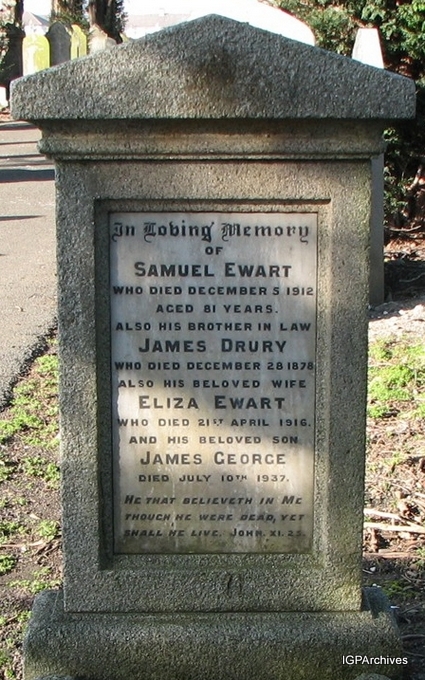 In Loving Memory
OF
SAMUEL EWART
WHO DIED DECEMBER 5 1912
AGED 81 YEARS.
ALSO HIS BROTHER IN LAW
JAMES DRURY
WHO DIED DECEMBER 28 1878
ALSO HIS BELOVED WIFE
ELIZA EWART
WHO DIED 21ST APRIL 1916.
AND HIS BELOVED SON
JAMES GEORGE
DIED JULY 10TH 1937.
HE THAT BELIEVETH IN ME
THOUGH HE WERE DEAD, YET
SHALL HE LIVE. JOHN. XI. 25.
IGPArchives